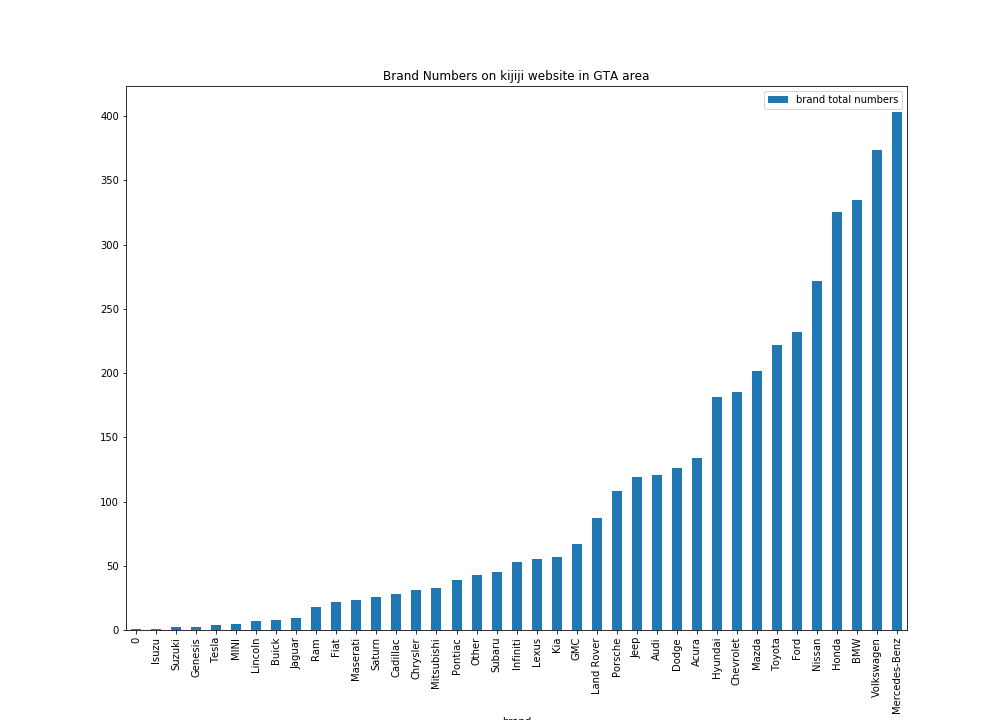 Brand Numbers on kijiji website in GTA area
brand total numbers
400
350
300
250
200
150
100
50
0
0
Isuzu
Suzuki
Genesis
Tesla
MINI
Lincoln
Buick
Jaguar
Ram
Fiat
Maserati
Saturn
Cadillac
Chrysler
Mitsubishi
Pontiac
Other
Subaru
Infiniti
Lexus
Kia
GMC
Land Rover
Porsche
Jeep
Audi
Dodge
Acura
Hyundai
Chevrolet
Mazda
Toyota
Ford
Nissan
Honda
BMW
Volkswagen
Mercedes-Benz
brand